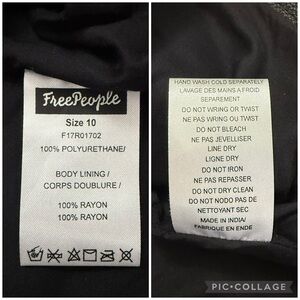 FreePeople
Size 10
F17R01702
100% POLYURETHANE/
BODY LINING /
CORPS DOUBLURE /
100% RAYON
100% RAYON
HAND WASH COLD SEPARATELY
LAVAGE DES MAINS A FROID
SEPAREMENT
DO NOT WRING OR TWIST
NE PAS WRING OU TWIST
DO NOT BLEACH
NE PAS JEVELLISER
LINE DRY
LIGNE DRY
DO NOT IRON
NE PAS REPASSER
DO NOT DRY CLEAN
DO NOT NODO PAS DE
NETTOYANT SEC
MADE IN INDIA/
FABRIQUE EN ENDE
PIC•COLLAGE